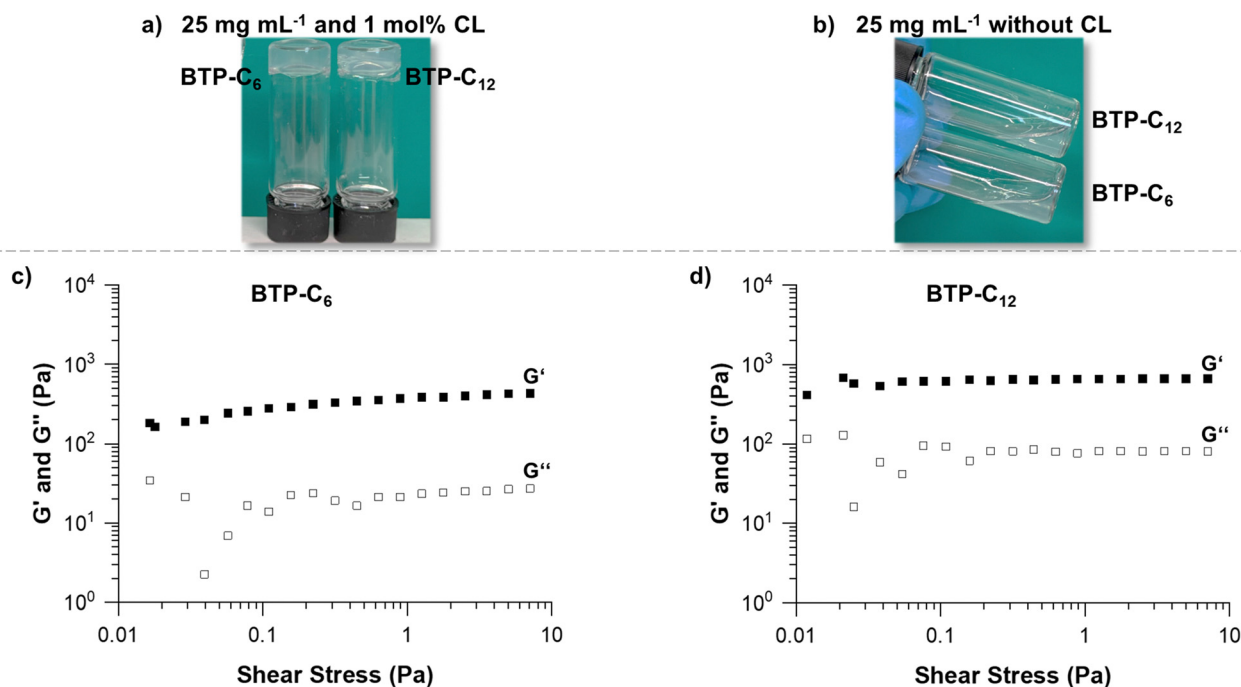 a) 25 mg mL⁻¹ and 1 mol% CL
BTP-C₆
BTP-C₁₂
b) 25 mg mL⁻¹ without CL
BTP-C₁₂
BTP-C₆
c)
BTP-C₆
G' and G'' (Pa)
10⁴
10³
10²
10¹
10⁰
G‘
G‘‘
0.01
0.1
1
10
Shear Stress (Pa)
d)
BTP-C₁₂
G' and G'' (Pa)
10⁴
10³
10²
10¹
10⁰
G‘
G‘‘
0.01
0.1
1
10
Shear Stress (Pa)